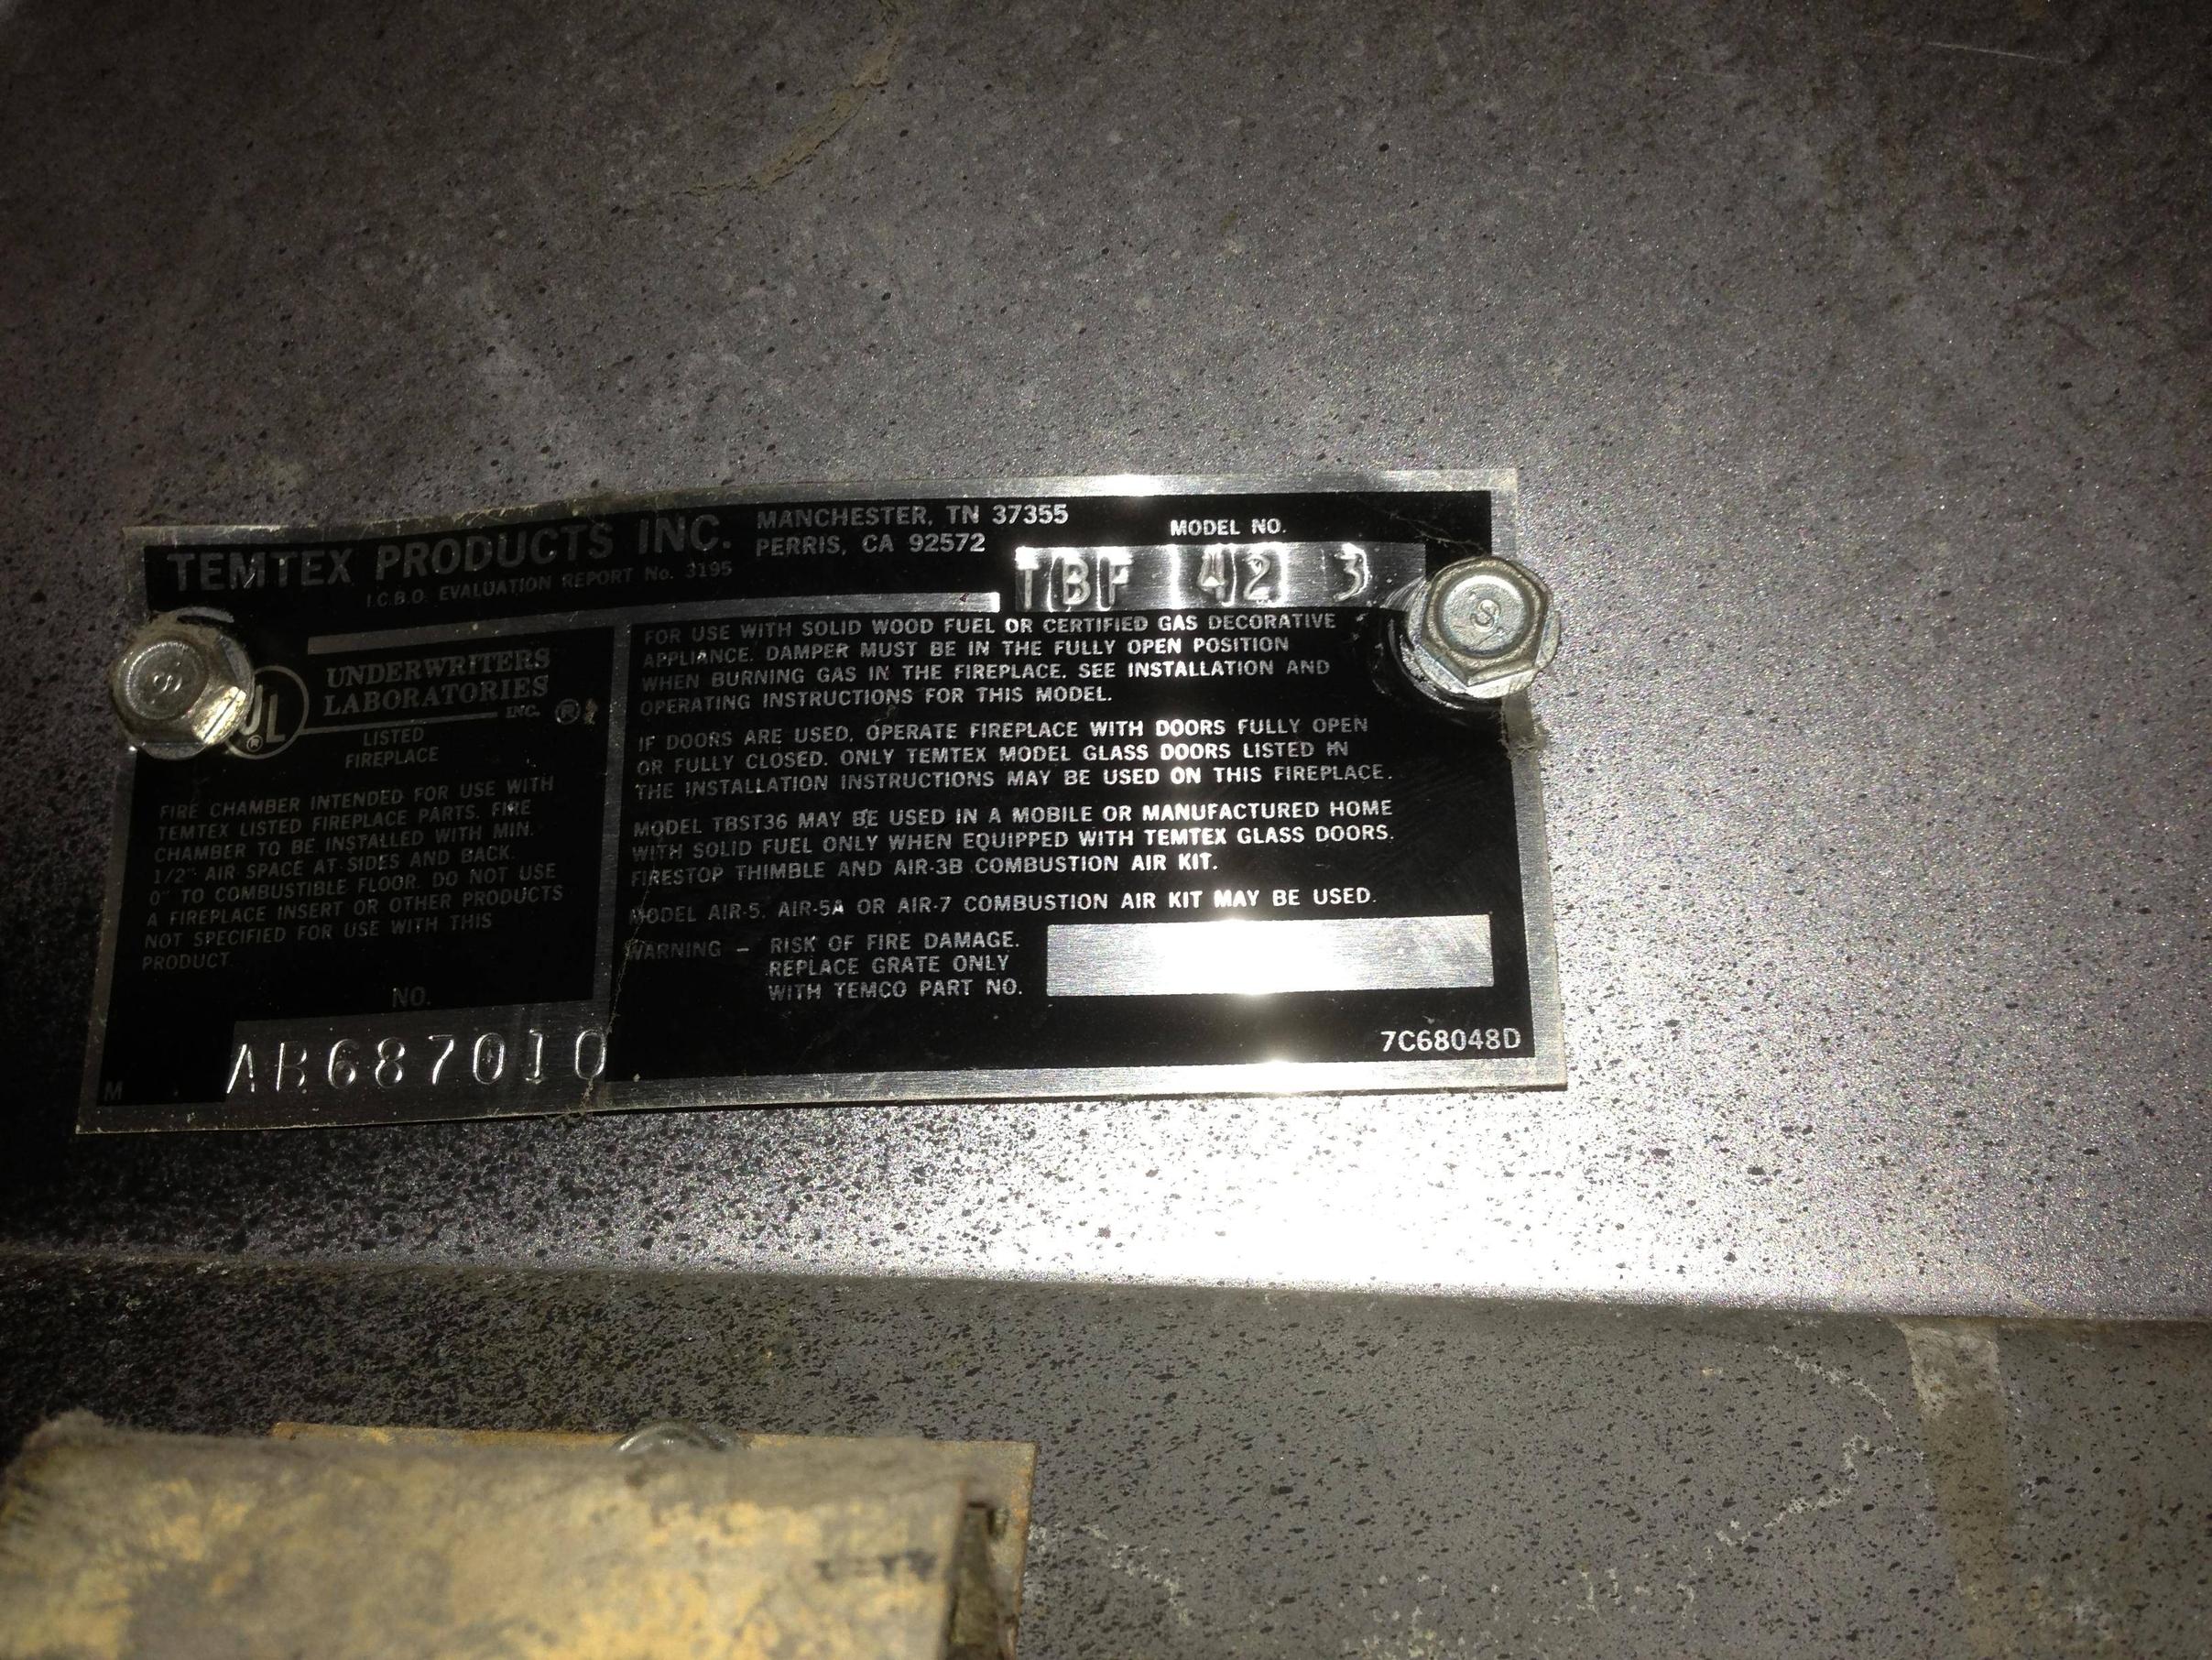 TEMTEX PRODUCTS INC.
MANCHESTER, TN 37355
PERRIS, CA 92572
I.C.B.O. EVALUATION REPORT No. 3195
MODEL NO.
TBF 42 3
UL
®
UNDERWRITERS
LABORATORIES
INC. ®
LISTED
FIREPLACE
FIRE CHAMBER INTENDED FOR USE WITH
TEMTEX LISTED FIREPLACE PARTS. FIRE
CHAMBER TO BE INSTALLED WITH MIN.
1/2" AIR SPACE AT SIDES AND BACK.
0" TO COMBUSTIBLE FLOOR. DO NOT USE
A FIREPLACE INSERT OR OTHER PRODUCTS
NOT SPECIFIED FOR USE WITH THIS
PRODUCT
NO.
AB687010
M
FOR USE WITH SOLID WOOD FUEL OR CERTIFIED GAS DECORATIVE
APPLIANCE. DAMPER MUST BE IN THE FULLY OPEN POSITION
WHEN BURNING GAS IN THE FIREPLACE. SEE INSTALLATION AND
OPERATING INSTRUCTIONS FOR THIS MODEL.
IF DOORS ARE USED, OPERATE FIREPLACE WITH DOORS FULLY OPEN
OR FULLY CLOSED. ONLY TEMTEX MODEL GLASS DOORS LISTED IN
THE INSTALLATION INSTRUCTIONS MAY BE USED ON THIS FIREPLACE.
MODEL TBST36 MAY BE USED IN A MOBILE OR MANUFACTURED HOME
WITH SOLID FUEL ONLY WHEN EQUIPPED WITH TEMTEX GLASS DOORS.
FIRESTOP THIMBLE AND AIR-3B COMBUSTION AIR KIT.
MODEL AIR-5, AIR-5A OR AIR-7 COMBUSTION AIR KIT MAY BE USED.
WARNING – RISK OF FIRE DAMAGE.
REPLACE GRATE ONLY
WITH TEMCO PART NO.
7C68048D
S
S